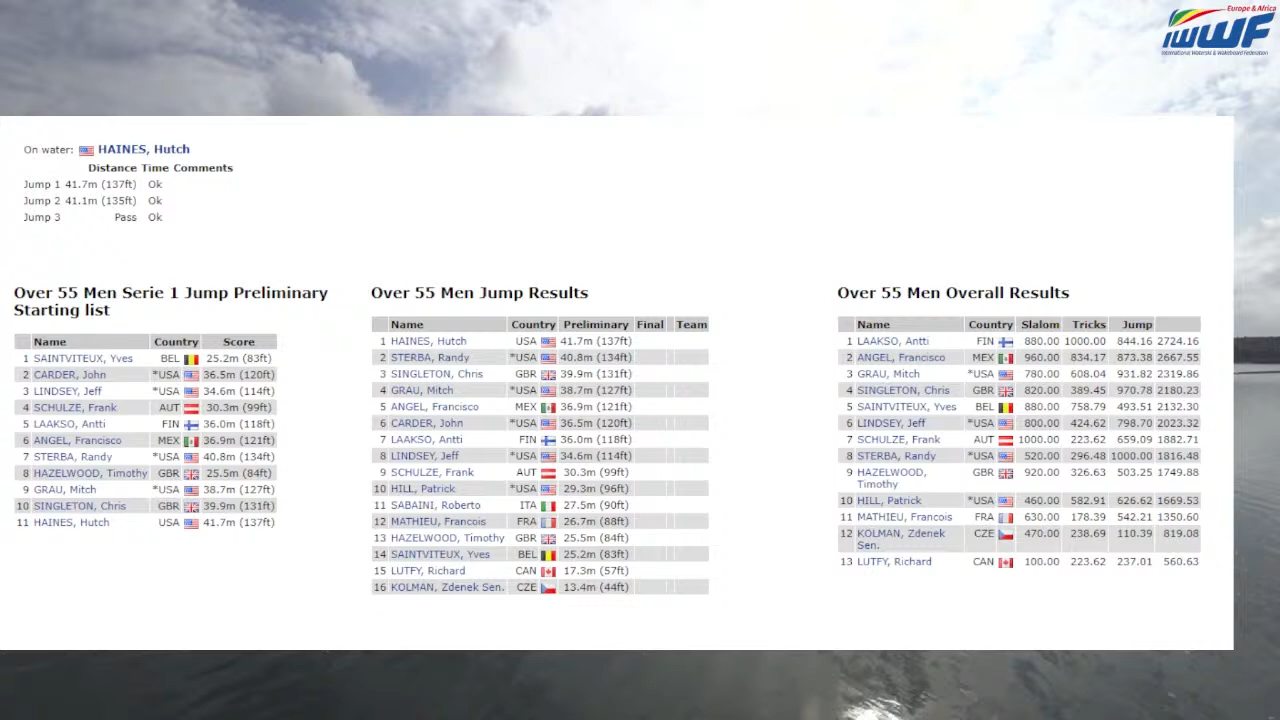 Europe & Africa
IWWF
International Waterski & Wakeboard Federation
On water: HAINES, Hutch
Distance Time Comments
Jump 1 41.7m (137ft) Ok
Jump 2 41.1m (135ft) Ok
Jump 3 Pass Ok
Over 55 Men Serie 1 Jump Preliminary
Starting list
Name Country Score
1 SAINTVITEUX, Yves BEL 25.2m (83ft)
2 CARDER, John *USA 36.5m (120ft)
3 LINDSEY, Jeff *USA 34.6m (114ft)
4 SCHULZE, Frank AUT 30.3m (99ft)
5 LAAKSO, Antti FIN 36.0m (118ft)
6 ANGEL, Francisco MEX 36.9m (121ft)
7 STERBA, Randy *USA 40.8m (134ft)
8 HAZELWOOD, Timothy GBR 25.5m (84ft)
9 GRAU, Mitch *USA 38.7m (127ft)
10 SINGLETON, Chris GBR 39.9m (131ft)
11 HAINES, Hutch USA 41.7m (137ft)
Over 55 Men Jump Results
Name Country Preliminary Final Team
1 HAINES, Hutch USA 41.7m (137ft)
2 STERBA, Randy *USA 40.8m (134ft)
3 SINGLETON, Chris GBR 39.9m (131ft)
4 GRAU, Mitch *USA 38.7m (127ft)
5 ANGEL, Francisco MEX 36.9m (121ft)
6 CARDER, John *USA 36.5m (120ft)
7 LAAKSO, Antti FIN 36.0m (118ft)
8 LINDSEY, Jeff *USA 34.6m (114ft)
9 SCHULZE, Frank AUT 30.3m (99ft)
10 HILL, Patrick *USA 29.3m (96ft)
11 SABAINI, Roberto ITA 27.5m (90ft)
12 MATHIEU, Francois FRA 26.7m (88ft)
13 HAZELWOOD, Timothy GBR 25.5m (84ft)
14 SAINTVITEUX, Yves BEL 25.2m (83ft)
15 LUTFY, Richard CAN 17.3m (57ft)
16 KOLMAN, Zdenek Sen. CZE 13.4m (44ft)
Over 55 Men Overall Results
Name Country Slalom Tricks Jump
1 LAAKSO, Antti FIN 880.00 1000.00 844.16 2724.16
2 ANGEL, Francisco MEX 960.00 834.17 873.38 2667.55
3 GRAU, Mitch *USA 780.00 608.04 931.82 2319.86
4 SINGLETON, Chris GBR 820.00 389.45 970.78 2180.23
5 SAINTVITEUX, Yves BEL 880.00 758.79 493.51 2132.30
6 LINDSEY, Jeff *USA 800.00 424.62 798.70 2023.32
7 SCHULZE, Frank AUT 1000.00 223.62 659.09 1882.71
8 STERBA, Randy *USA 520.00 296.48 1000.00 1816.48
9 HAZELWOOD, GBR 920.00 326.63 503.25 1749.88
Timothy
10 HILL, Patrick *USA 460.00 582.91 626.62 1669.53
11 MATHIEU, Francois FRA 630.00 178.39 542.21 1350.60
12 KOLMAN, Zdenek CZE 470.00 238.69 110.39 819.08
Sen.
13 LUTFY, Richard CAN 100.00 223.62 237.01 560.63